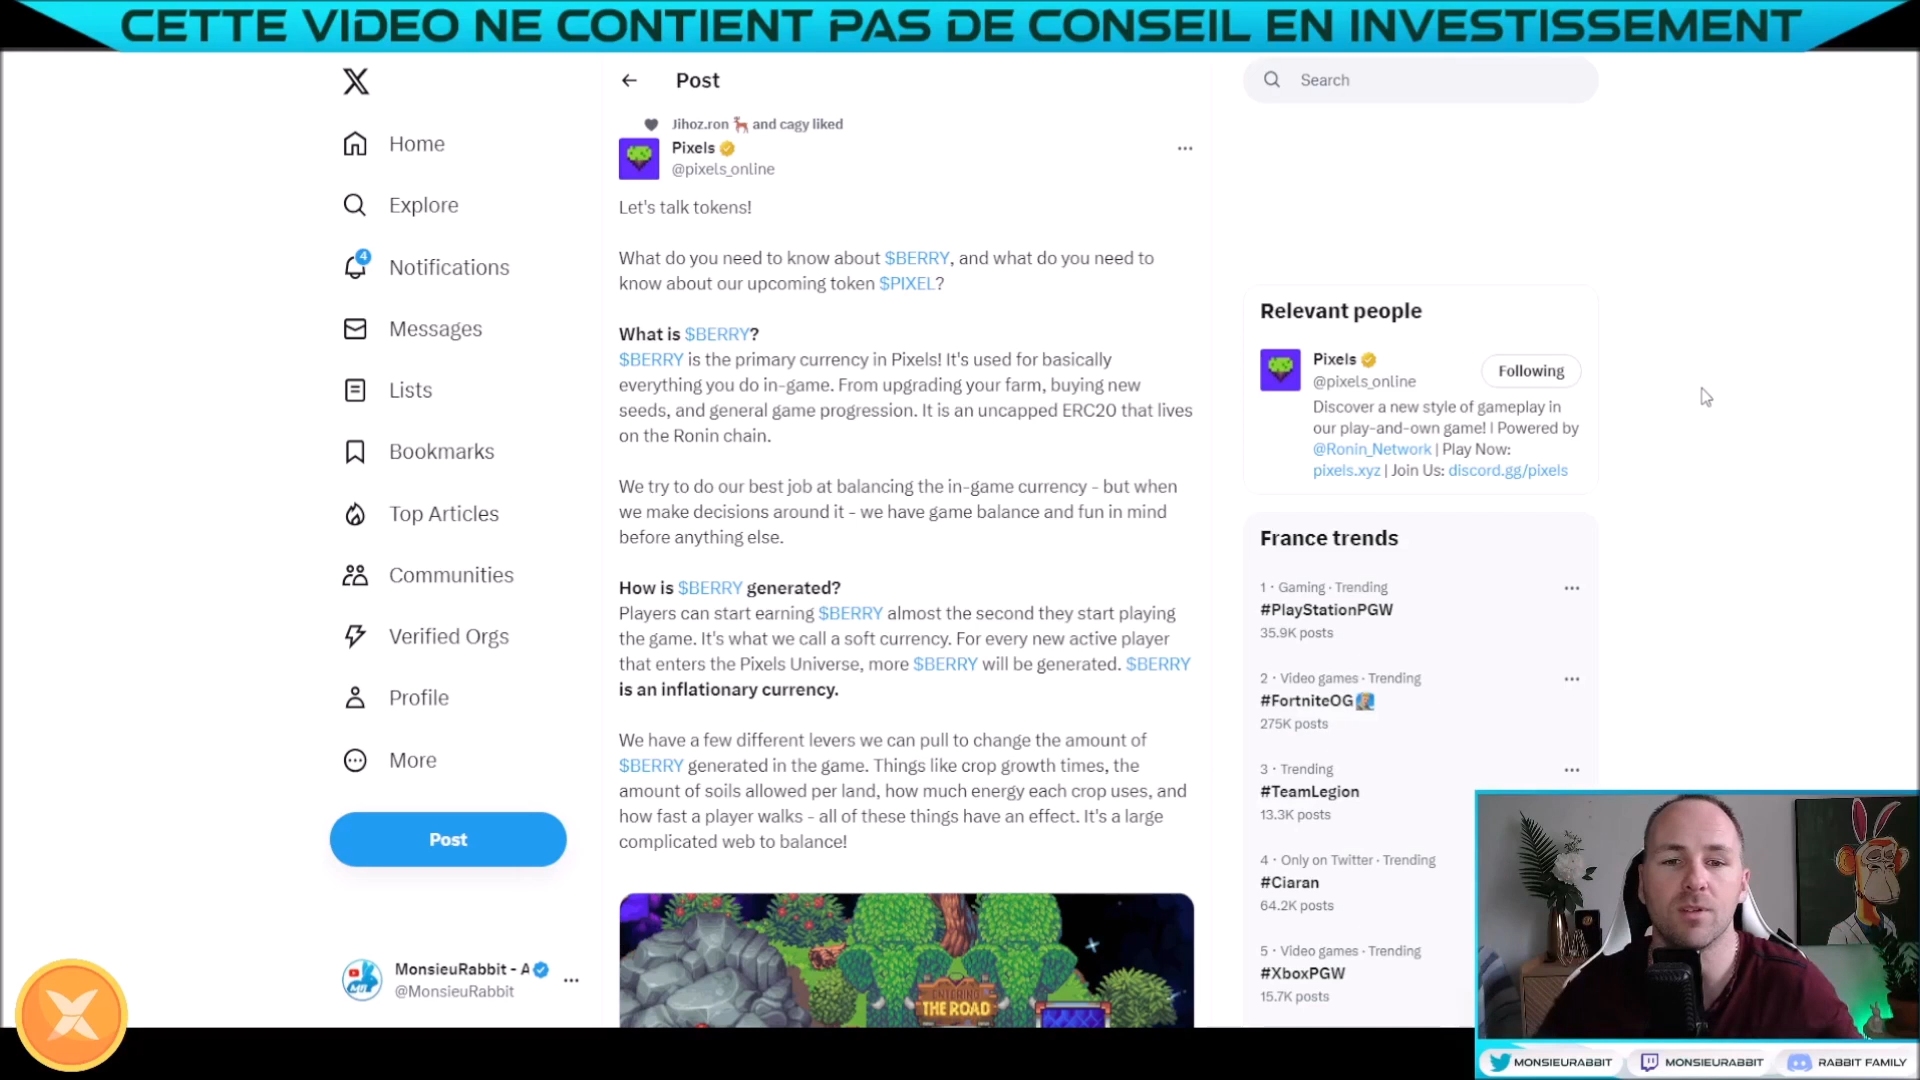 CETTE VIDEO NE CONTIENT PAS DE CONSEIL EN INVESTISSEMENT
Home
Explore
4
Notifications
Messages
Lists
Bookmarks
Top Articles
Communities
Verified Orgs
Profile
More
Post
MonsieuRabbit - A
@MonsieuRabbit
Post
Jihoz.ron and cagy liked
Pixels
@pixels_online
Let's talk tokens!
What do you need to know about $BERRY, and what do you need to
know about our upcoming token $PIXEL?
What is $BERRY?
$BERRY is the primary currency in Pixels! It's used for basically
everything you do in-game. From upgrading your farm, buying new
seeds, and general game progression. It is an uncapped ERC20 that lives
on the Ronin chain.
We try to do our best job at balancing the in-game currency - but when
we make decisions around it - we have game balance and fun in mind
before anything else.
How is $BERRY generated?
Players can start earning $BERRY almost the second they start playing
the game. It's what we call a soft currency. For every new active player
that enters the Pixels Universe, more $BERRY will be generated. $BERRY
is an inflationary currency.
We have a few different levers we can pull to change the amount of
$BERRY generated in the game. Things like crop growth times, the
amount of soils allowed per land, how much energy each crop uses, and
how fast a player walks - all of these things have an effect. It's a large
complicated web to balance!
ENTERING
THE ROAD
Search
Relevant people
Pixels
Following
@pixels_online
Discover a new style of gameplay in
our play-and-own game! | Powered by
@Ronin_Network | Play Now:
pixels.xyz | Join Us: discord.gg/pixels
France trends
1 · Gaming · Trending
#PlayStationPGW
35.9K posts
2 · Video games · Trending
#FortniteOG
275K posts
3 · Trending
#TeamLegion
13.3K posts
4 · Only on Twitter · Trending
#Ciaran
64.2K posts
5 · Video games · Trending
#XboxPGW
15.7K posts
MONSIEURABBIT
MONSIEURABBIT
RABBIT FAMILY